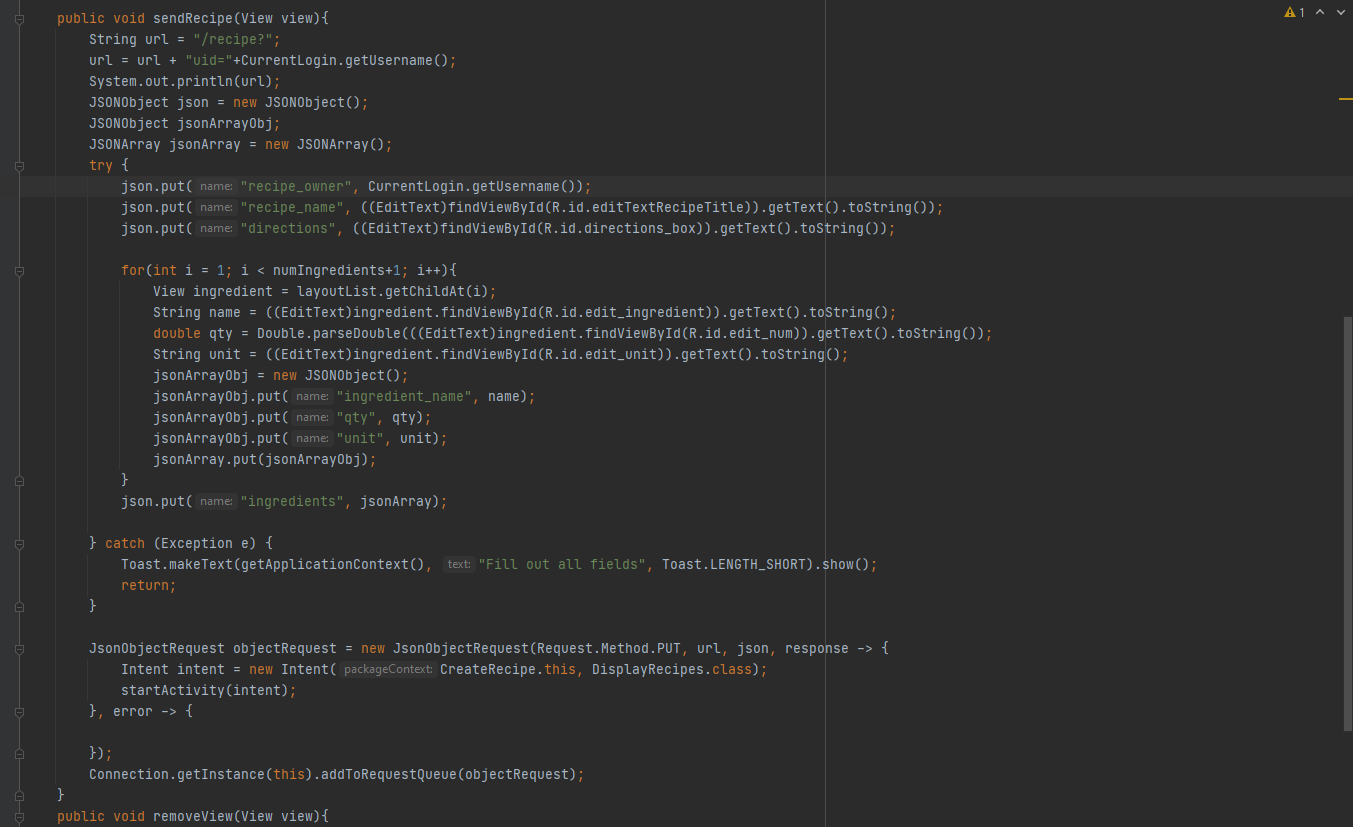 public void sendRecipe(View view){
1
String url = "/recipe?";
url = url + "uid="+CurrentLogin.getUsername();
System.out.println(url);
JSONObject json = new JSONObject();
JSONObject jsonArrayObj;
JSONArray jsonArray = new JSONArray();
try {
json.put( name: "recipe_owner", CurrentLogin.getUsername());
json.put( name: "recipe_name", ((EditText)findViewById(R.id.editTextRecipeTitle)).getText().toString());
json.put( name: "directions", ((EditText)findViewById(R.id.directions_box)).getText().toString());
for(int i = 1; i < numIngredients+1; i++){
View ingredient = layoutList.getChildAt(i);
String name = ((EditText)ingredient.findViewById(R.id.edit_ingredient)).getText().toString();
double qty = Double.parseDouble(((EditText)ingredient.findViewById(R.id.edit_num)).getText().toString());
String unit = ((EditText)ingredient.findViewById(R.id.edit_unit)).getText().toString();
jsonArrayObj = new JSONObject();
jsonArrayObj.put( name: "ingredient_name", name);
jsonArrayObj.put( name: "qty", qty);
jsonArrayObj.put( name: "unit", unit);
jsonArray.put(jsonArrayObj);
}
json.put( name: "ingredients", jsonArray);
} catch (Exception e) {
Toast.makeText(getApplicationContext(), text: "Fill out all fields", Toast.LENGTH_SHORT).show();
return;
}
JsonObjectRequest objectRequest = new JsonObjectRequest(Request.Method.PUT, url, json, response -> {
Intent intent = new Intent( packageContext: CreateRecipe.this, DisplayRecipes.class);
startActivity(intent);
}, error -> {
});
Connection.getInstance(this).addToRequestQueue(objectRequest);
}
public void removeView(View view){